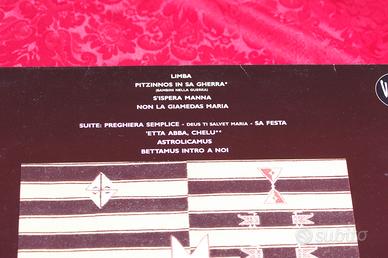 LIMBA
PITZINNOS IN SA GHERRA*
(BAMBINI NELLA GUERRA)
S'ISPERA MANNA
NON LA GIAMEDAS MARIA
SUITE: PREGHIERA SEMPLICE - DEUS TI SALVET MARIA - SA FESTA
'ETTA ABBA, CHELU**
ASTROLICAMUS
BETTAMUS INTRO A NOI
subito